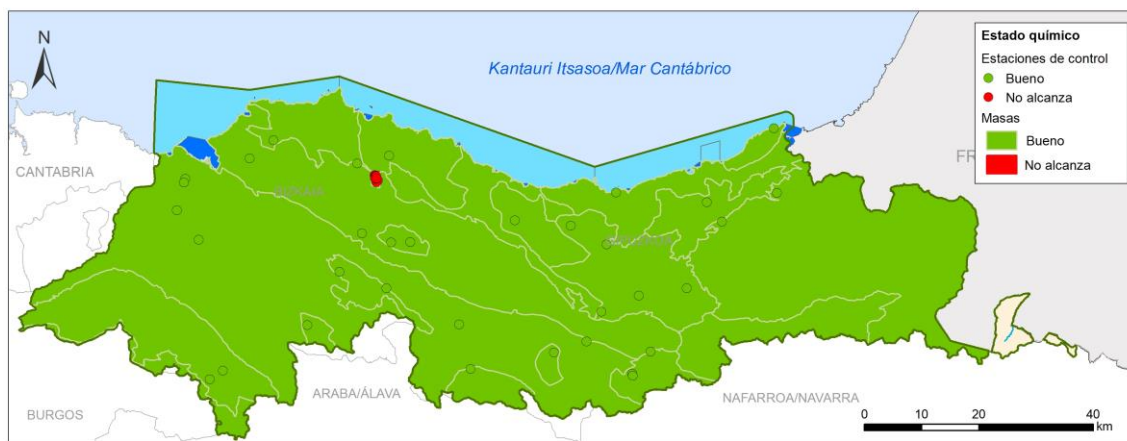 N
Kantauri Itsasoa/Mar Cantábrico
Estado químico
Estaciones de control
Bueno
No alcanza
Masas
Bueno
No alcanza
FR
CANTABRIA
BIZKAIA
GIPUZKOA
ARABA/ÁLAVA
NAFARROA/NAVARRA
BURGOS
0 10 20 40
km